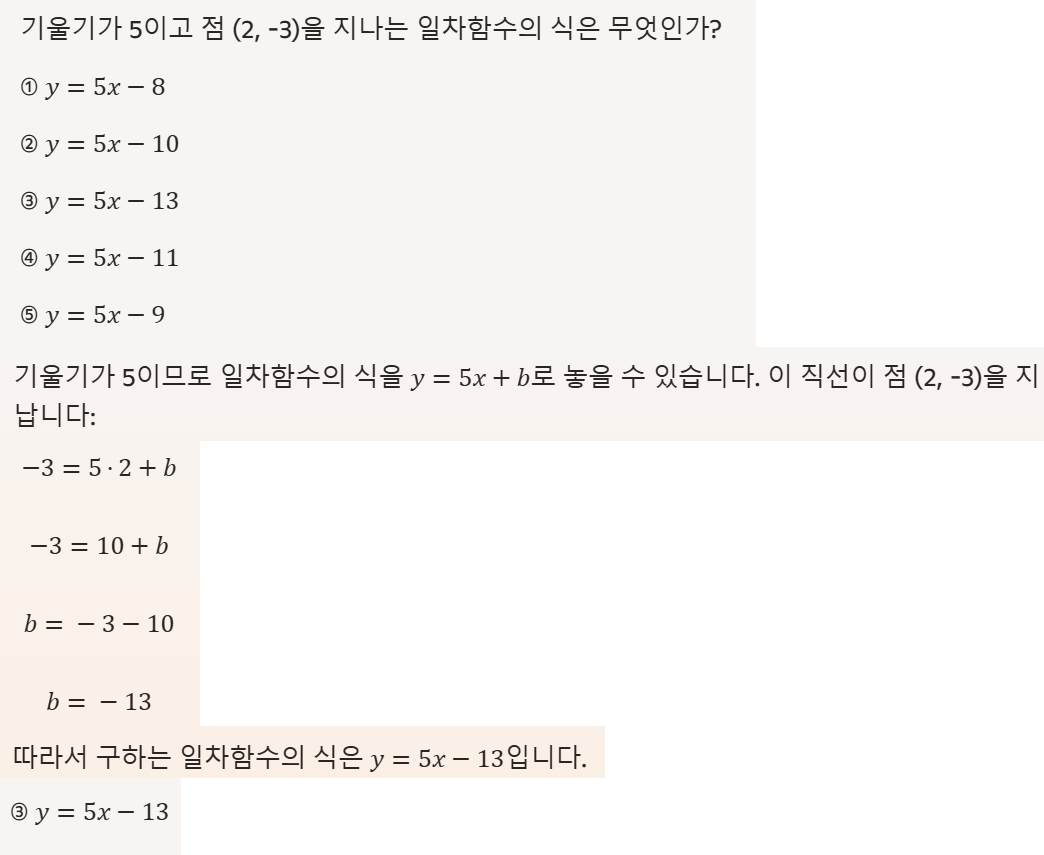 기울기가 5이고 점 (2, -3)을 지나는 일차함수의 식은 무엇인가?
① y = 5x − 8
② y = 5x − 10
③ y = 5x − 13
④ y = 5x − 11
⑤ y = 5x − 9
기울기가 5이므로 일차함수의 식을 y = 5x + b로 놓을 수 있습니다. 이 직선이 점 (2, -3)을 지
납니다:
−3 = 5 · 2 + b
−3 = 10 + b
b = − 3 − 10
b = − 13
따라서 구하는 일차함수의 식은 y = 5x − 13입니다.
③ y = 5x − 13